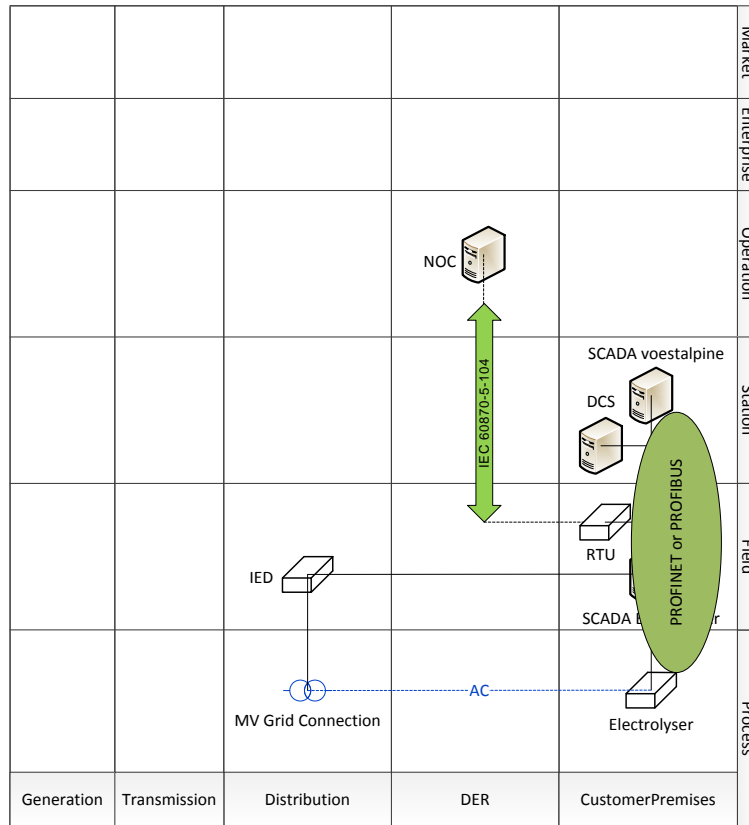 Market
Enterprise
Operation
NOC
SCADA voestalpine
Station
DCS
IEC 60870-5-104
Field
RTU
IED
PROFINET or PROFIBUS
SCADA
AC
MV Grid Connection
Electrolyser
Process
Generation
Transmission
Distribution
DER
CustomerPremises